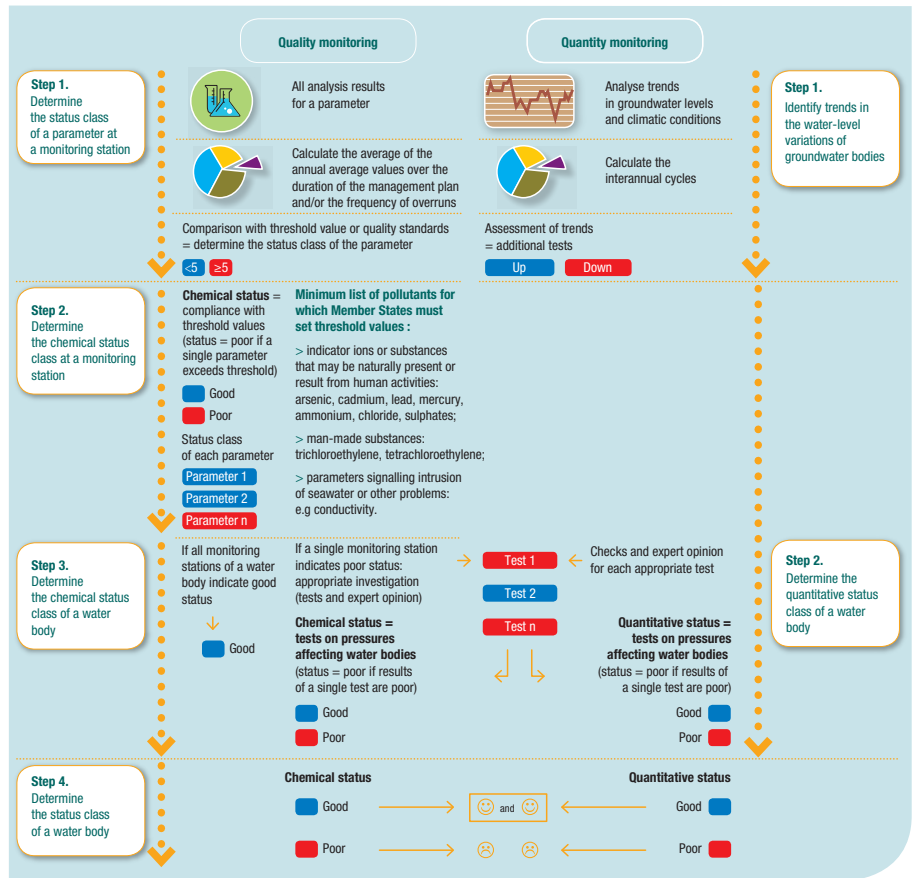 Quality monitoring
Quantity monitoring
Step 1.
Determine
the status class
of a parameter at
a monitoring station
All analysis results
for a parameter
Analyse trends
in groundwater levels
and climatic conditions
Step 1.
Identify trends in
the water-level
variations of
groundwater bodies
Calculate the average of the
annual average values over the
duration of the management plan
and/or the frequency of overruns
Calculate the
interannual cycles
Comparison with threshold value or quality standards
= determine the status class of the parameter
<5 ≥5
Assessment of trends
= additional tests
Up Down
Step 2.
Determine
the chemical status
class at a monitoring
station
Chemical status =
compliance with
threshold values
(status = poor if a
single parameter
exceeds threshold)
Good
Poor
Status class
of each parameter
Parameter 1
Parameter 2
Parameter n
Minimum list of pollutants for
which Member States must
set threshold values :
> indicator ions or substances
that may be naturally present or
result from human activities:
arsenic, cadmium, lead, mercury,
ammonium, chloride, sulphates;
> man-made substances:
trichloroethylene, tetrachloroethylene;
> parameters signalling intrusion
of seawater or other problems:
e.g conductivity.
Step 3.
Determine
the chemical status
class of a water
body
If all monitoring
stations of a water
body indicate good
status
Good
If a single monitoring station
indicates poor status:
appropriate investigation
(tests and expert opinion)
Chemical status =
tests on pressures
affecting water bodies
(status = poor if results
of a single test are poor)
Good
Poor
Test 1
Test 2
Test n
Checks and expert opinion
for each appropriate test
Quantitative status =
tests on pressures
affecting water bodies
(status = poor if results of
a single test are poor)
Good
Poor
Step 2.
Determine the
quantitative status
class of a water
body
Step 4.
Determine
the status class
of a water body
Chemical status
Quantitative status
Good
and
Good
Poor
Poor